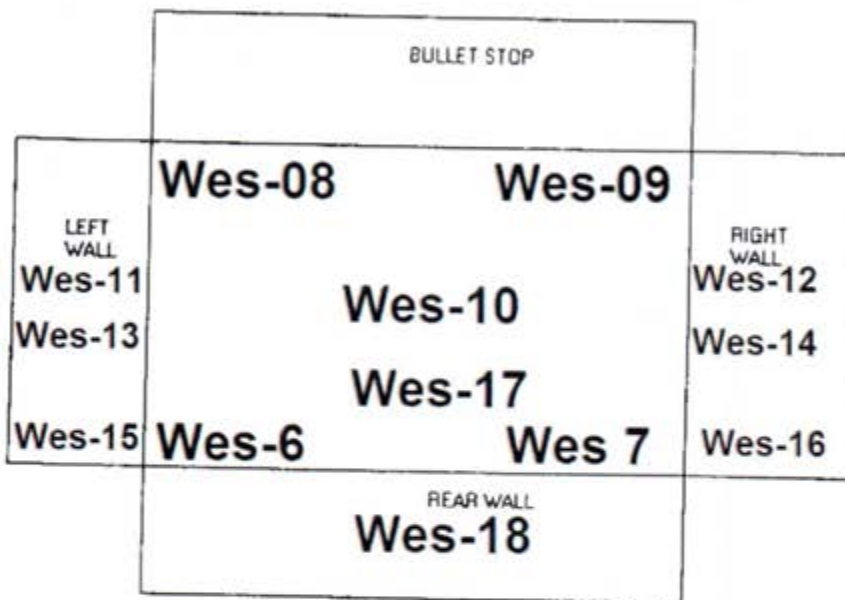 BULLET STOP
Wes-08
Wes-09
LEFT
WALL
RIGHT
WALL
Wes-11
Wes-10
Wes-12
Wes-13
Wes-14
Wes-17
Wes-15
Wes-6
Wes 7
Wes-16
REAR WALL
Wes-18